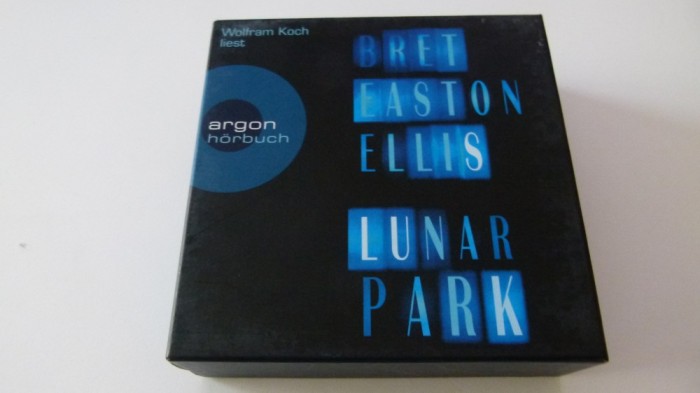 Wolfram Koch
liest
argon
hörbuch
BRET
EASTON
ELLIS
LUNAR
PARK